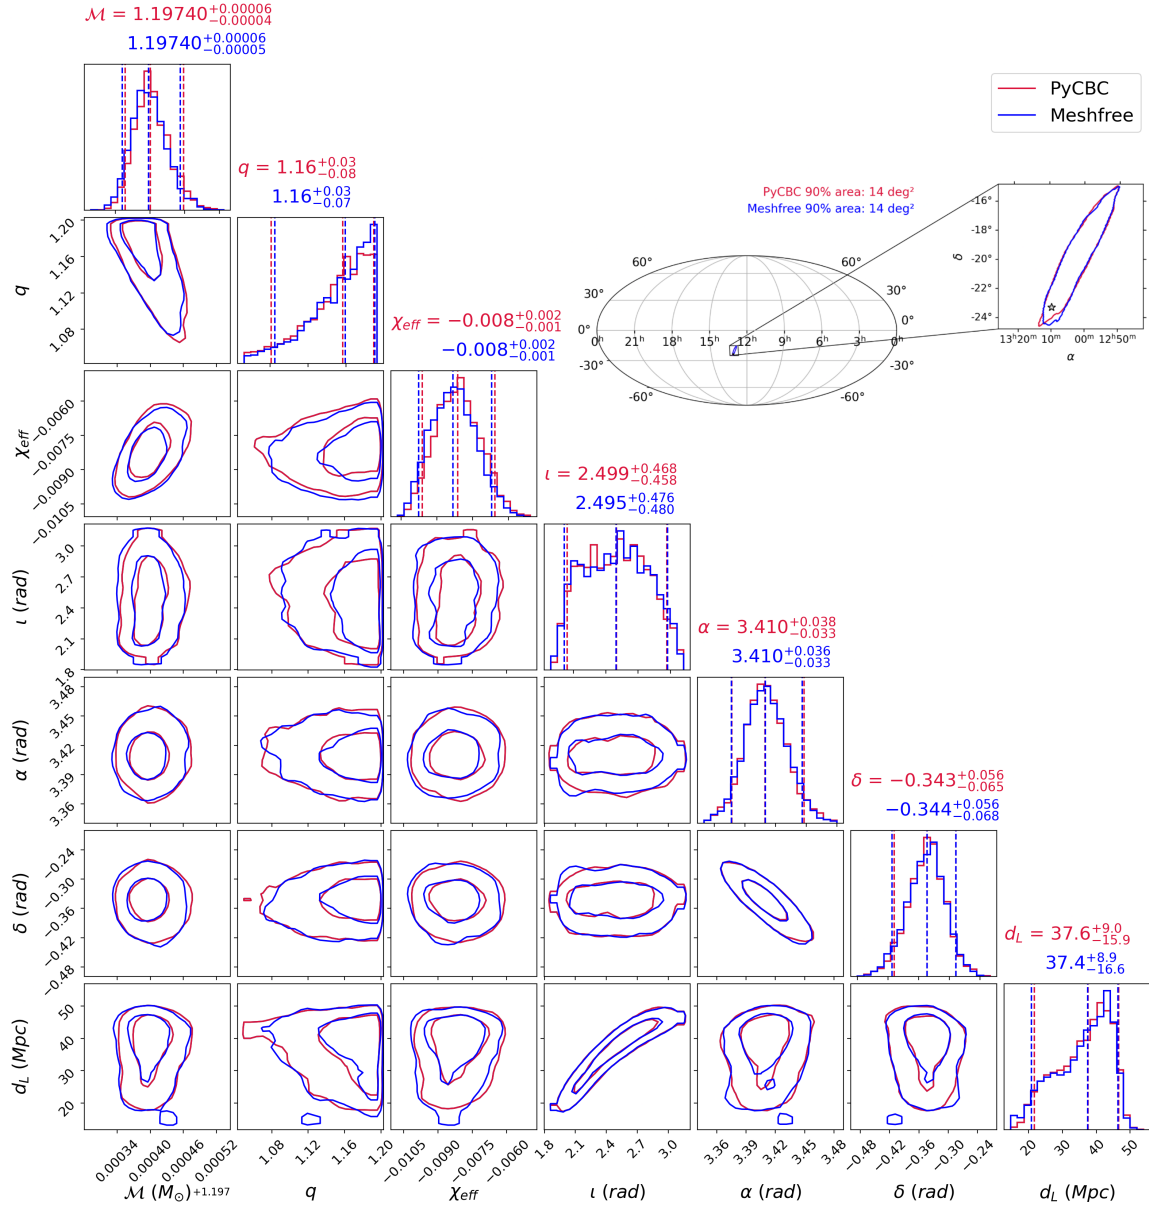 ℳ = 1.19740 +0.00006 −0.00004
1.19740 +0.00006 −0.00005
PyCBC
Meshfree
q = 1.16 +0.03 −0.08
1.16 +0.03 −0.07
PyCBC 90% area: 14 deg²
Meshfree 90% area: 14 deg²
-16°
-18°
-20°
-22°
-24°
δ
13h20m 10m 00m 12h50m
α
60° 60°
30° 30°
0° 0°
0h 21h 18h 15h 12h 9h 6h 3h 0h
-30° -30°
-60° -60°
1.20
1.16
1.12
1.08
q
χeff = −0.008 +0.002 −0.001
−0.008 +0.002 −0.001
−0.0060
−0.0075
−0.0090
−0.0105
χeff
ι = 2.499 +0.468 −0.458
2.495 +0.476 −0.480
3.0
2.7
2.4
2.1
1.8
ι (rad)
α = 3.410 +0.038 −0.033
3.410 +0.036 −0.033
3.48
3.45
3.42
3.39
3.36
α (rad)
δ = −0.343 +0.056 −0.065
−0.344 +0.056 −0.068
−0.24
−0.30
−0.36
−0.42
−0.48
δ (rad)
dL = 37.6 +9.0 −15.9
37.4 +8.9 −16.6
50
40
30
20
dL (Mpc)
0.00034 0.00040 0.00046 0.00052
1.08 1.12 1.16 1.20
−0.0105 −0.0090 −0.0075 −0.0060
1.8 2.1 2.4 2.7 3.0
3.36 3.39 3.42 3.45 3.48
−0.48 −0.42 −0.36 −0.30 −0.24
20 30 40 50
ℳ (M⊙) +1.197
q
χeff
ι (rad)
α (rad)
δ (rad)
dL (Mpc)